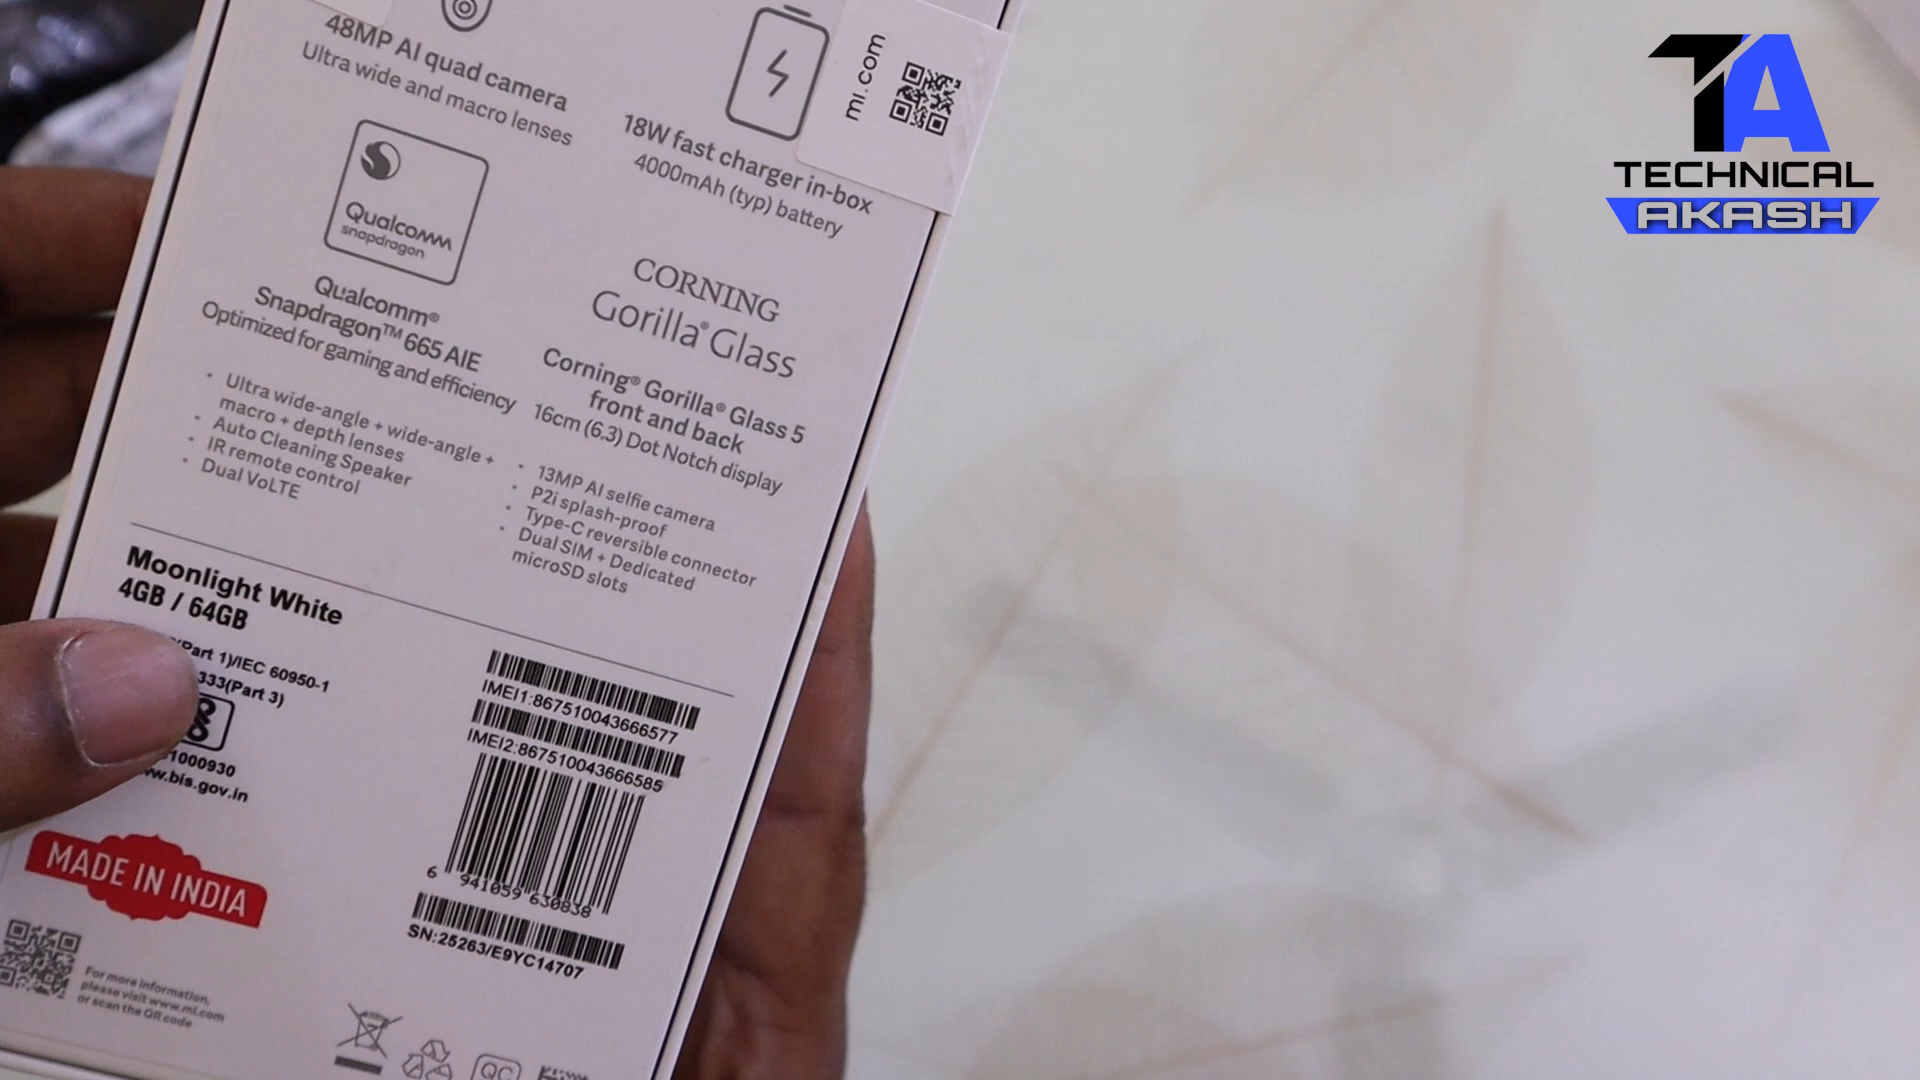 48MP AI quad camera
Ultra wide and macro lenses
18W fast charger in-box
4000mAh (typ) battery
mi.com
Qualcomm
snapdragon
Qualcomm®
Snapdragon™ 665 AIE
Optimized for gaming and efficiency
CORNING
Gorilla® Glass
Corning® Gorilla® Glass 5
front and back
16cm (6.3) Dot Notch display
• Ultra wide-angle + wide-angle +
macro + depth lenses
• Auto Cleaning Speaker
• IR remote control
• Dual VoLTE
• 13MP AI selfie camera
• P2i splash-proof
• Type-C reversible connector
• Dual SIM + Dedicated
microSD slots
Moonlight White
4GB / 64GB
(Part 1)/IEC 60950-1
333(Part 3)
1000930
www.bis.gov.in
IMEI1:867510043666577
IMEI2:867510043666585
6 941059 630838
SN:25263/E9YC14707
MADE IN INDIA
For more information,
please visit www.mi.com
or scan the QR code
QC
TA
TECHNICAL
AKASH